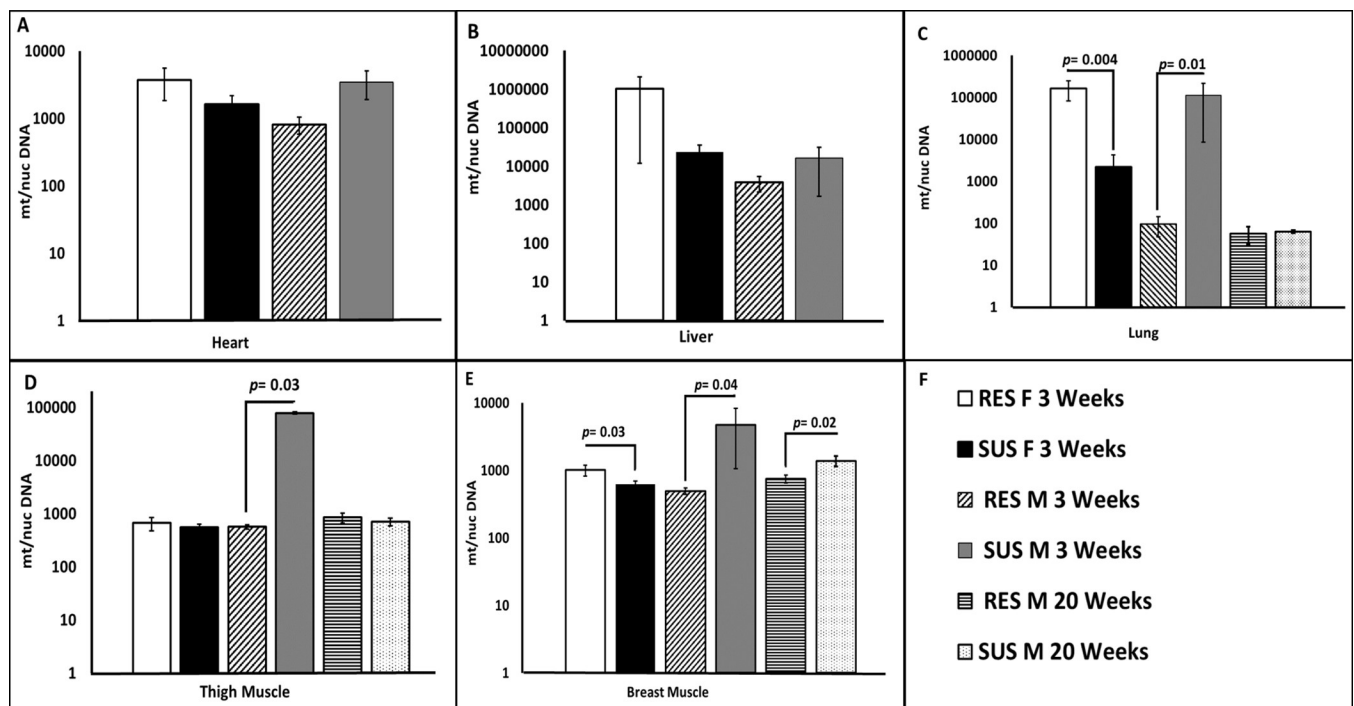 A
mt/nuc DNA
10000
1000
100
10
1
Heart
B
mt/nuc DNA
10000000
1000000
100000
10000
1000
100
10
1
Liver
C
mt/nuc DNA
1000000
100000
10000
1000
100
10
1
p= 0.004
p= 0.01
Lung
D
mt/nuc DNA
100000
10000
1000
100
10
1
p= 0.03
Thigh Muscle
E
mt/nuc DNA
10000
1000
100
10
1
p= 0.03
p= 0.04
p= 0.02
Breast Muscle
F
RES F 3 Weeks
SUS F 3 Weeks
RES M 3 Weeks
SUS M 3 Weeks
RES M 20 Weeks
SUS M 20 Weeks